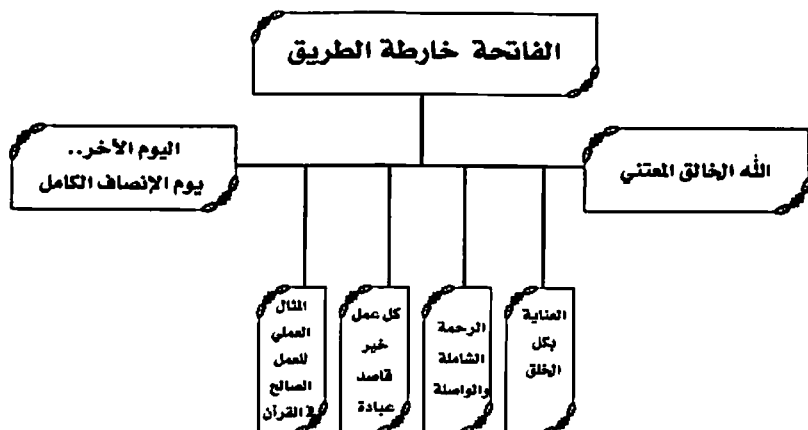 الفاتحة خارطة الطريق
الله الخالق المعتني
اليوم الآخر..
يوم الإنصاف الكامل
العناية
بكل
الخلق
الرحمة
الشاملة
والواصلة
كل عمل
خير
قاصد
عبادة
المثال
العملي
للعمل
الصالح
في القرآن